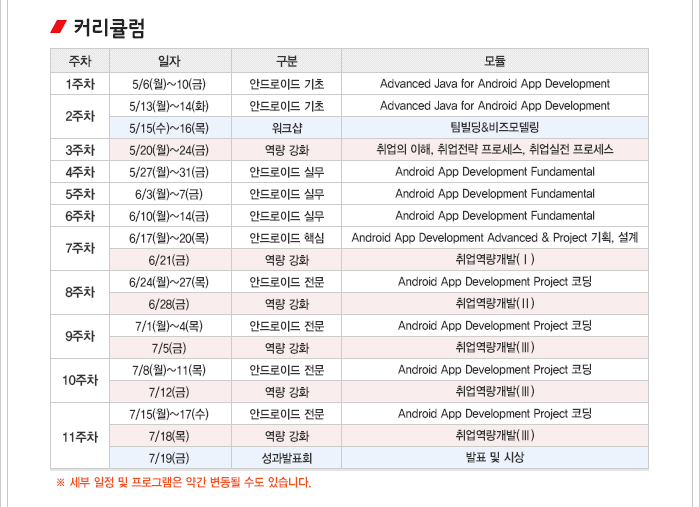 커리큘럼
주차 일자 구분 모듈
1주차 5/6(월)~10(금) 안드로이드 기초 Advanced Java for Android App Development
2주차 5/13(월)~14(화) 안드로이드 기초 Advanced Java for Android App Development
5/15(수)~16(목) 워크샵 팀빌딩&비즈모델링
3주차 5/20(월)~24(금) 역량 강화 취업의 이해, 취업전략 프로세스, 취업실전 프로세스
4주차 5/27(월)~31(금) 안드로이드 실무 Android App Development Fundamental
5주차 6/3(월)~7(금) 안드로이드 실무 Android App Development Fundamental
6주차 6/10(월)~14(금) 안드로이드 실무 Android App Development Fundamental
7주차 6/17(월)~20(목) 안드로이드 핵심 Android App Development Advanced & Project 기획, 설계
6/21(금) 역량 강화 취업역량개발(Ⅰ)
8주차 6/24(월)~27(목) 안드로이드 전문 Android App Development Project 코딩
6/28(금) 역량 강화 취업역량개발(Ⅱ)
9주차 7/1(월)~4(목) 안드로이드 전문 Android App Development Project 코딩
7/5(금) 역량 강화 취업역량개발(Ⅲ)
10주차 7/8(월)~11(목) 안드로이드 전문 Android App Development Project 코딩
7/12(금) 역량 강화 취업역량개발(Ⅲ)
11주차 7/15(월)~17(수) 안드로이드 전문 Android App Development Project 코딩
7/18(목) 역량 강화 취업역량개발(Ⅲ)
7/19(금) 성과발표회 발표 및 시상
※ 세부 일정 및 프로그램은 약간 변동될 수도 있습니다.